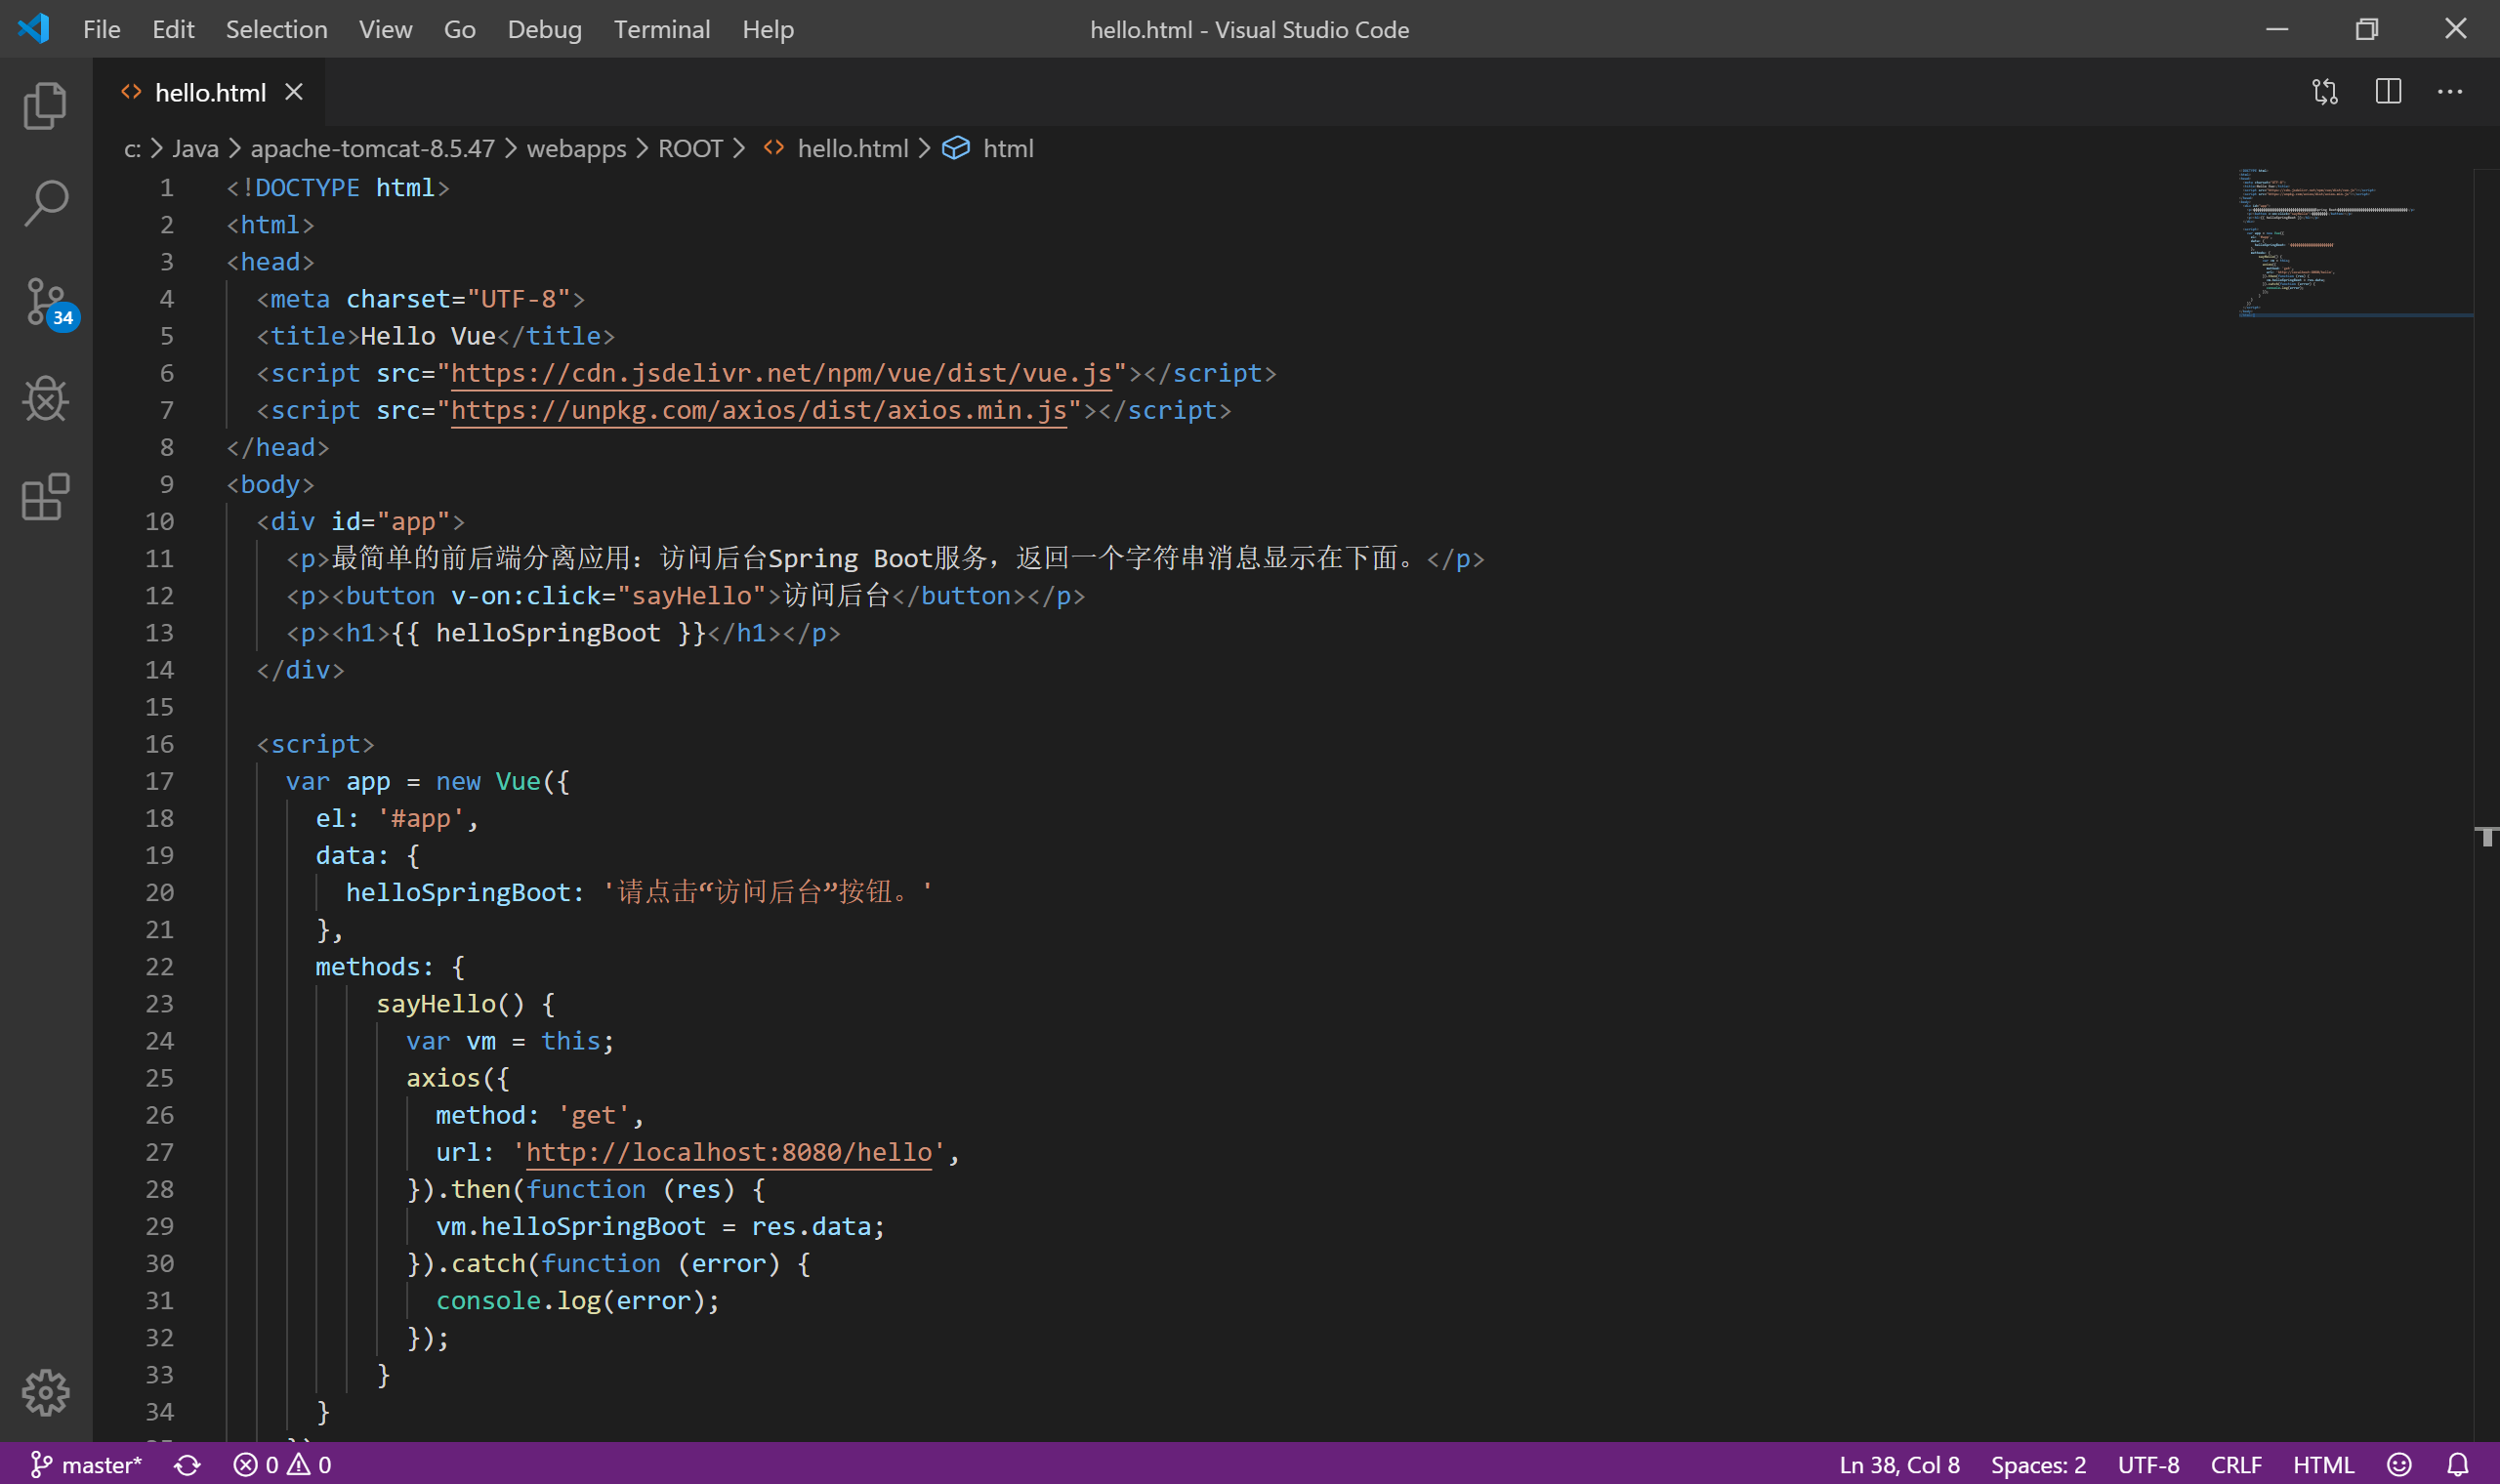 File Edit Selection View Go Debug Terminal Help hello.html - Visual Studio Code
hello.html
c: > Java > apache-tomcat-8.5.47 > webapps > ROOT > hello.html > html
1 <!DOCTYPE html>
2 <html>
3 <head>
4 <meta charset="UTF-8">
5 <title>Hello Vue</title>
6 <script src="https://cdn.jsdelivr.net/npm/vue/dist/vue.js"></script>
7 <script src="https://unpkg.com/axios/dist/axios.min.js"></script>
8 </head>
9 <body>
10 <div id="app">
11 <p>最简单的前后端分离应用：访问后台Spring Boot服务，返回一个字符串消息显示在下面。</p>
12 <p><button v-on:click="sayHello">访问后台</button></p>
13 <p><h1>{{ helloSpringBoot }}</h1></p>
14 </div>
15
16 <script>
17 var app = new Vue({
18 el: '#app',
19 data: {
20 helloSpringBoot: '请点击“访问后台”按钮。'
21 },
22 methods: {
23 sayHello() {
24 var vm = this;
25 axios({
26 method: 'get',
27 url: 'http://localhost:8080/hello',
28 }).then(function (res) {
29 vm.helloSpringBoot = res.data;
30 }).catch(function (error) {
31 console.log(error);
32 });
33 }
34 }
34
master* 0 0 Ln 38, Col 8 Spaces: 2 UTF-8 CRLF HTML